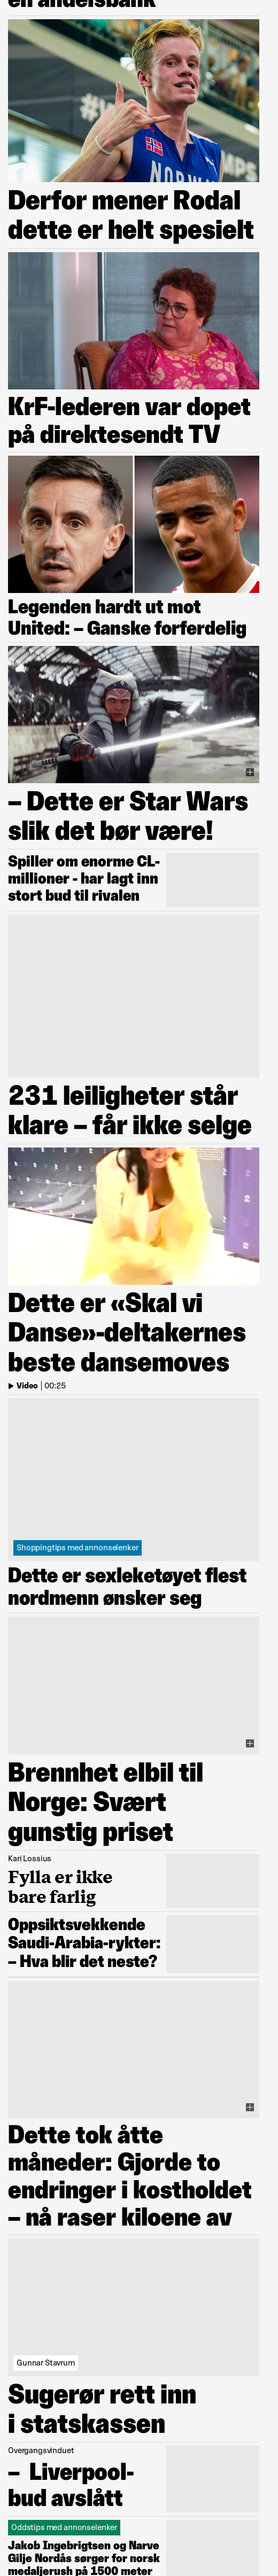 en andelsbank
NORWAY
Derfor mener Rodal
dette er helt spesielt
KrF-lederen var dopet
på direktesendt TV
Legenden hardt ut mot
United: – Ganske forferdelig
– Dette er Star Wars
slik det bør være!
Spiller om enorme CL-
millioner - har lagt inn
stort bud til rivalen
231 leiligheter står
klare – får ikke selge
Dette er «Skal vi
Danse»-deltakernes
beste dansemoves
Video | 00:25
Shoppingtips med annonselenker
Dette er sexleketøyet flest
nordmenn ønsker seg
Brennhet elbil til
Norge: Svært
gunstig priset
Kari Lossius
Fylla er ikke
bare farlig
Oppsiktsvekkende
Saudi-Arabia-rykter:
– Hva blir det neste?
Dette tok åtte
måneder: Gjorde to
endringer i kostholdet
– nå raser kiloene av
Gunnar Stavrum
Sugerør rett inn
i statskassen
Overgangsvinduet
– Liverpool-
bud avslått
Oddstips med annonselenker
Jakob Ingebrigtsen og Narve
Gilje Nordås sørger for norsk
medaljerush på 1500 meter